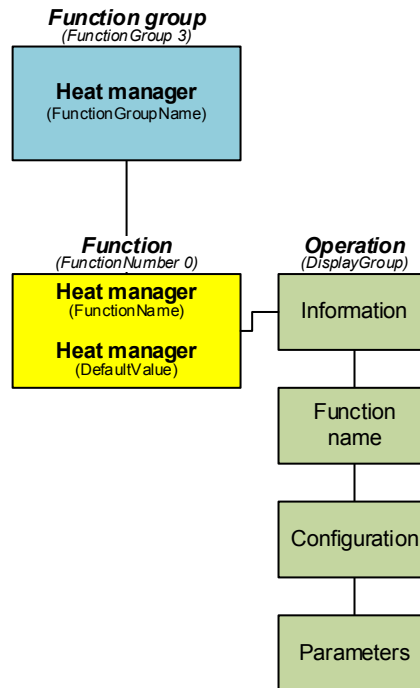 Function group
(FunctionGroup 3)
Heat manager
(FunctionGroupName)
Function
(FunctionNumber 0)
Heat manager
(FunctionName)
Heat manager
(DefaultValue)
Operation
(DisplayGroup)
Information
Function
name
Configuration
Parameters